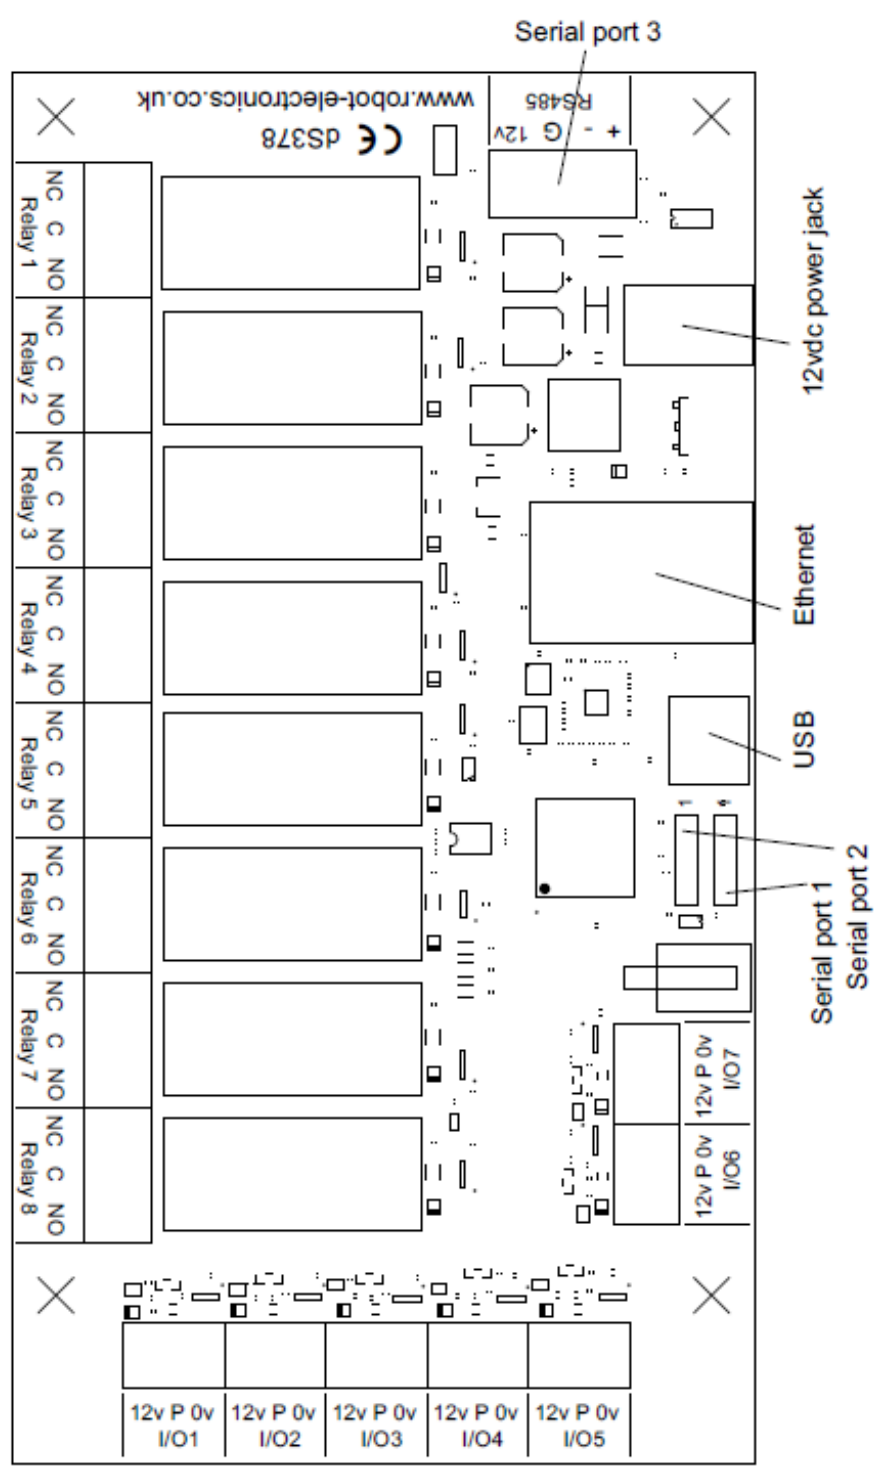 Serial port 3
www.robot-electronics.co.uk
dS378
CE
RS485
12v G - +
12vdc power jack
Ethernet
USB
1
Serial port 1
Serial port 2
NC C NO
Relay 1
NC C NO
Relay 2
NC C NO
Relay 3
NC C NO
Relay 4
NC C NO
Relay 5
NC C NO
Relay 6
NC C NO
Relay 7
NC C NO
Relay 8
12v P 0v
I/O7
12v P 0v
I/O6
12v P 0v
I/O1
12v P 0v
I/O2
12v P 0v
I/O3
12v P 0v
I/O4
12v P 0v
I/O5